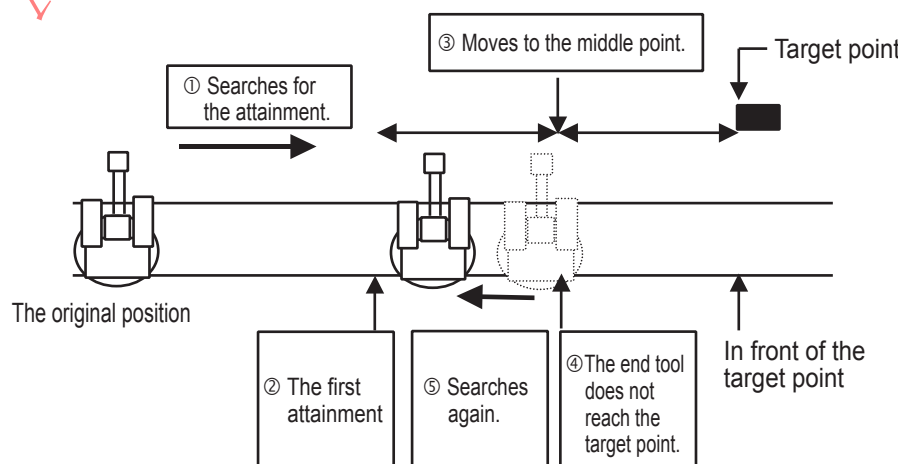 ③ Moves to the middle point.
Target point
① Searches for
the attainment.
The original position
② The first
attainment
⑤ Searches
again.
④The end tool
does not
reach the
target point.
In front of the
target point